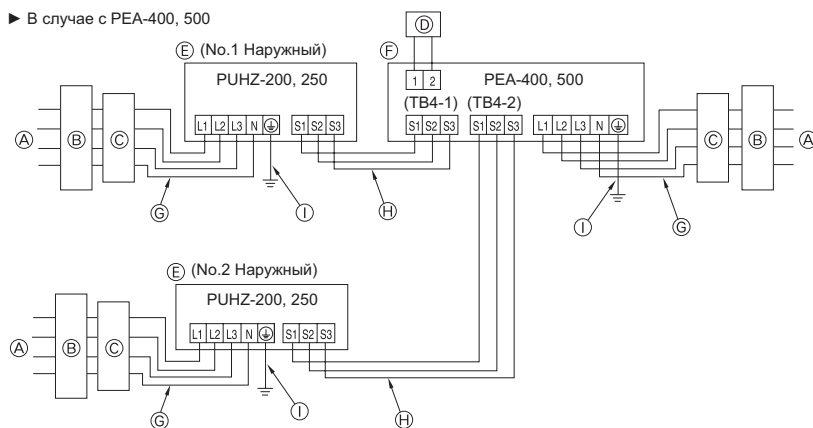 ► В случае с PEA-400, 500
Ⓓ
Ⓔ (No.1 Наружный)
Ⓕ
PUHZ-200, 250
1 2
PEA-400, 500
(TB4-1) (TB4-2)
L1 L2 L3 N S1 S2 S3
S1 S2 S3 S1 S2 S3 L1 L2 L3 N
Ⓐ Ⓑ Ⓒ
Ⓒ Ⓑ Ⓐ
Ⓖ Ⓘ Ⓗ
Ⓘ Ⓖ
Ⓔ (No.2 Наружный)
PUHZ-200, 250
L1 L2 L3 N S1 S2 S3
Ⓐ Ⓑ Ⓒ
Ⓖ Ⓘ Ⓗ